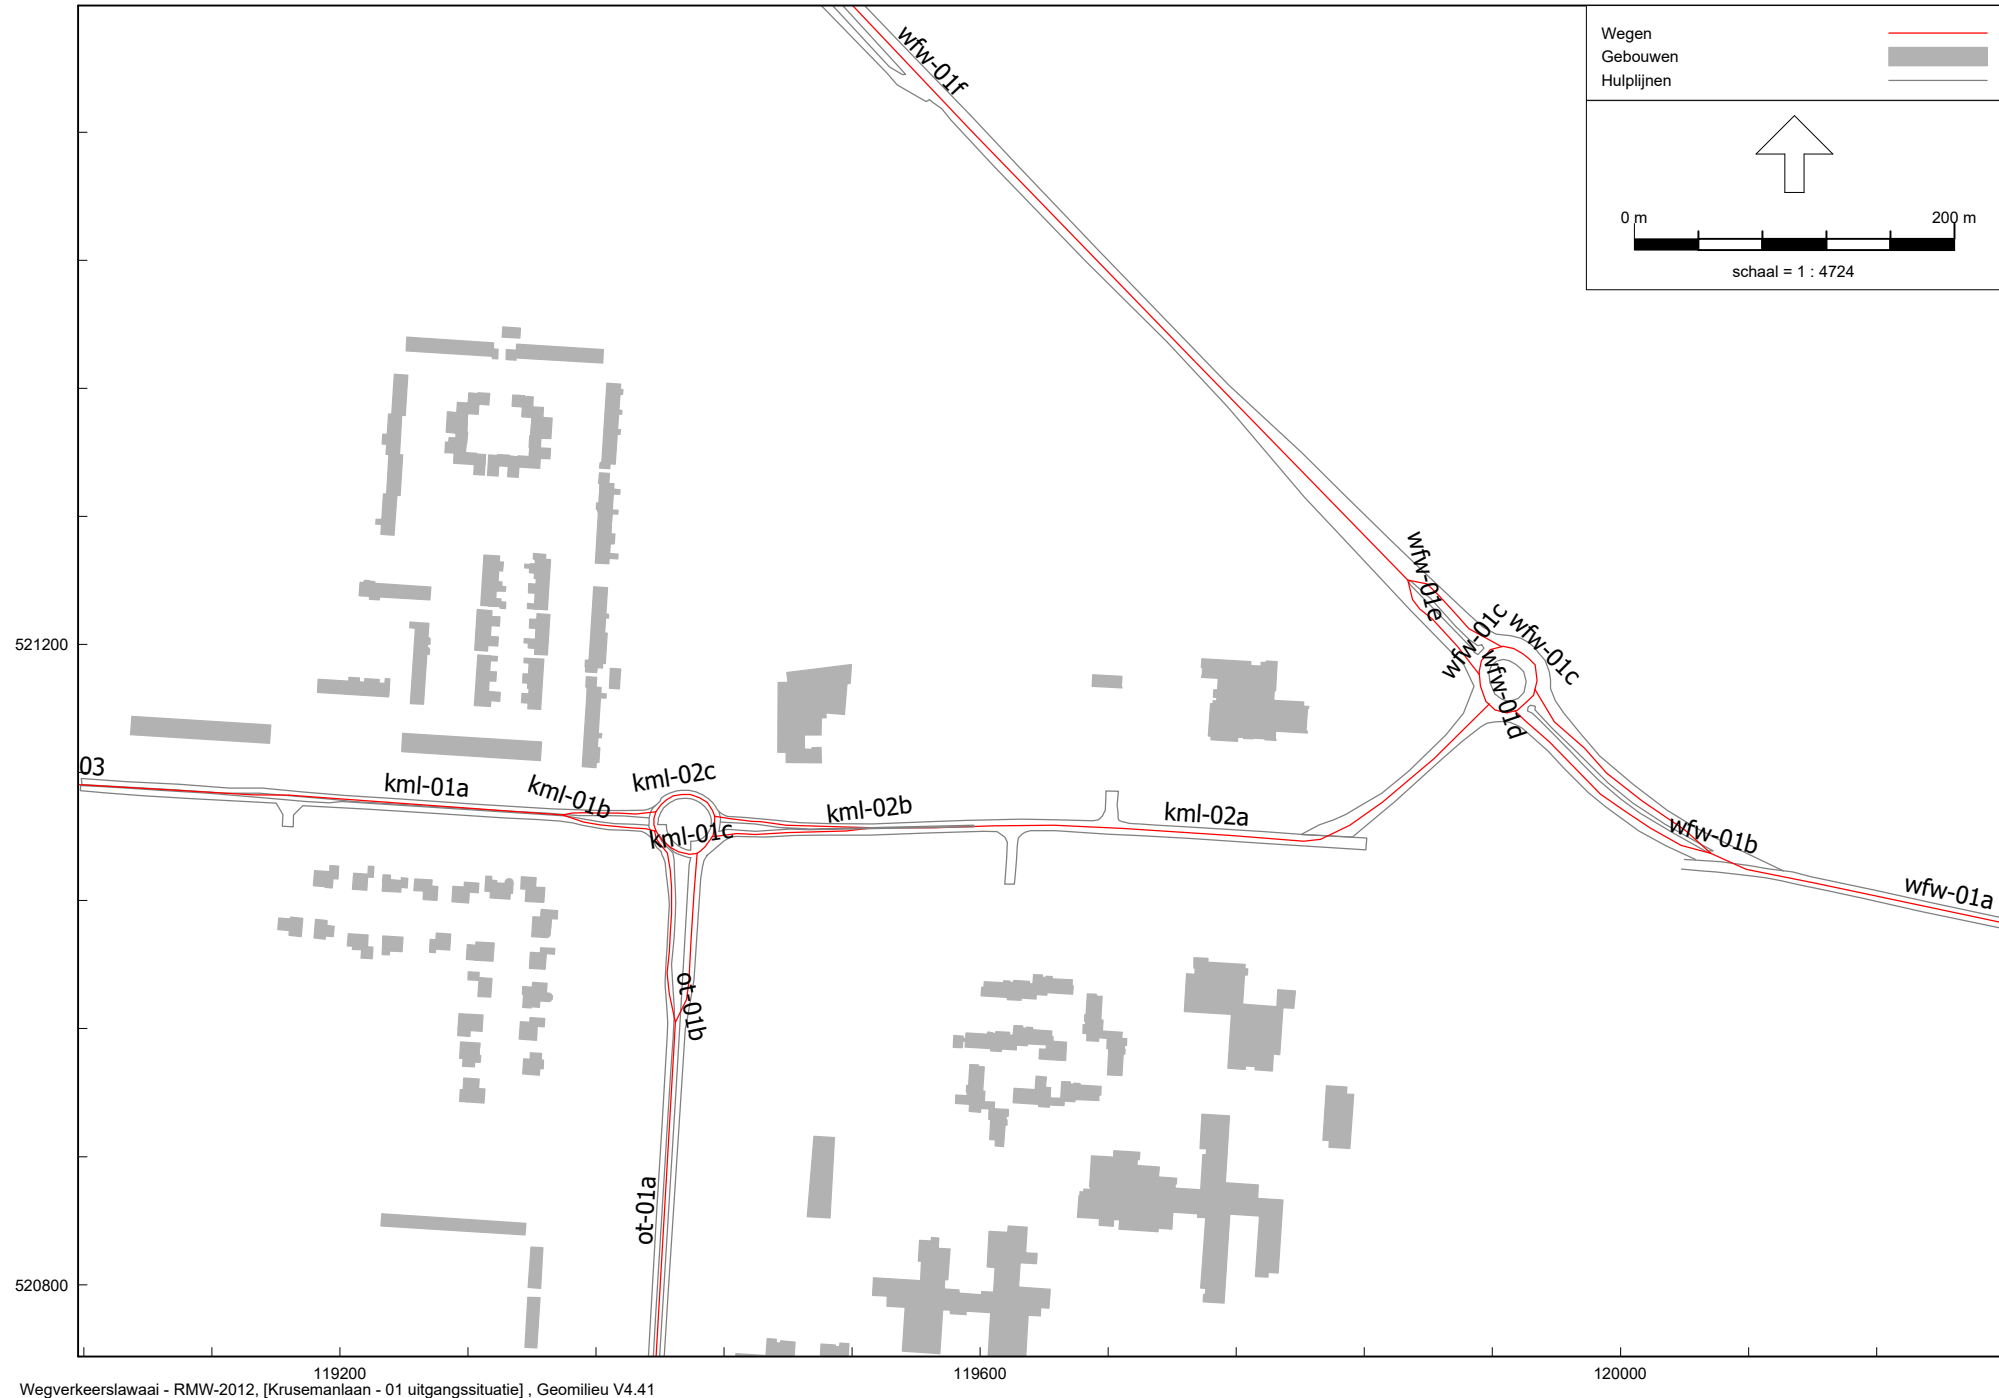 wfw-01f
Wegen
Gebouwen
Hulplijnen
0 m 200 m
schaal = 1 : 4724
wfw-01e
wfw-01c
wfw-01c
wfw-01d
521200
03
kml-01a
kml-01b
kml-02c
kml-01c
kml-02b
kml-02a
wfw-01b
wfw-01a
ot-01b
ot-01a
520800
119200 119600 120000
Wegverkeerslawaai - RMW-2012, [Krusemanlaan - 01 uitgangssituatie] , Geomilieu V4.41